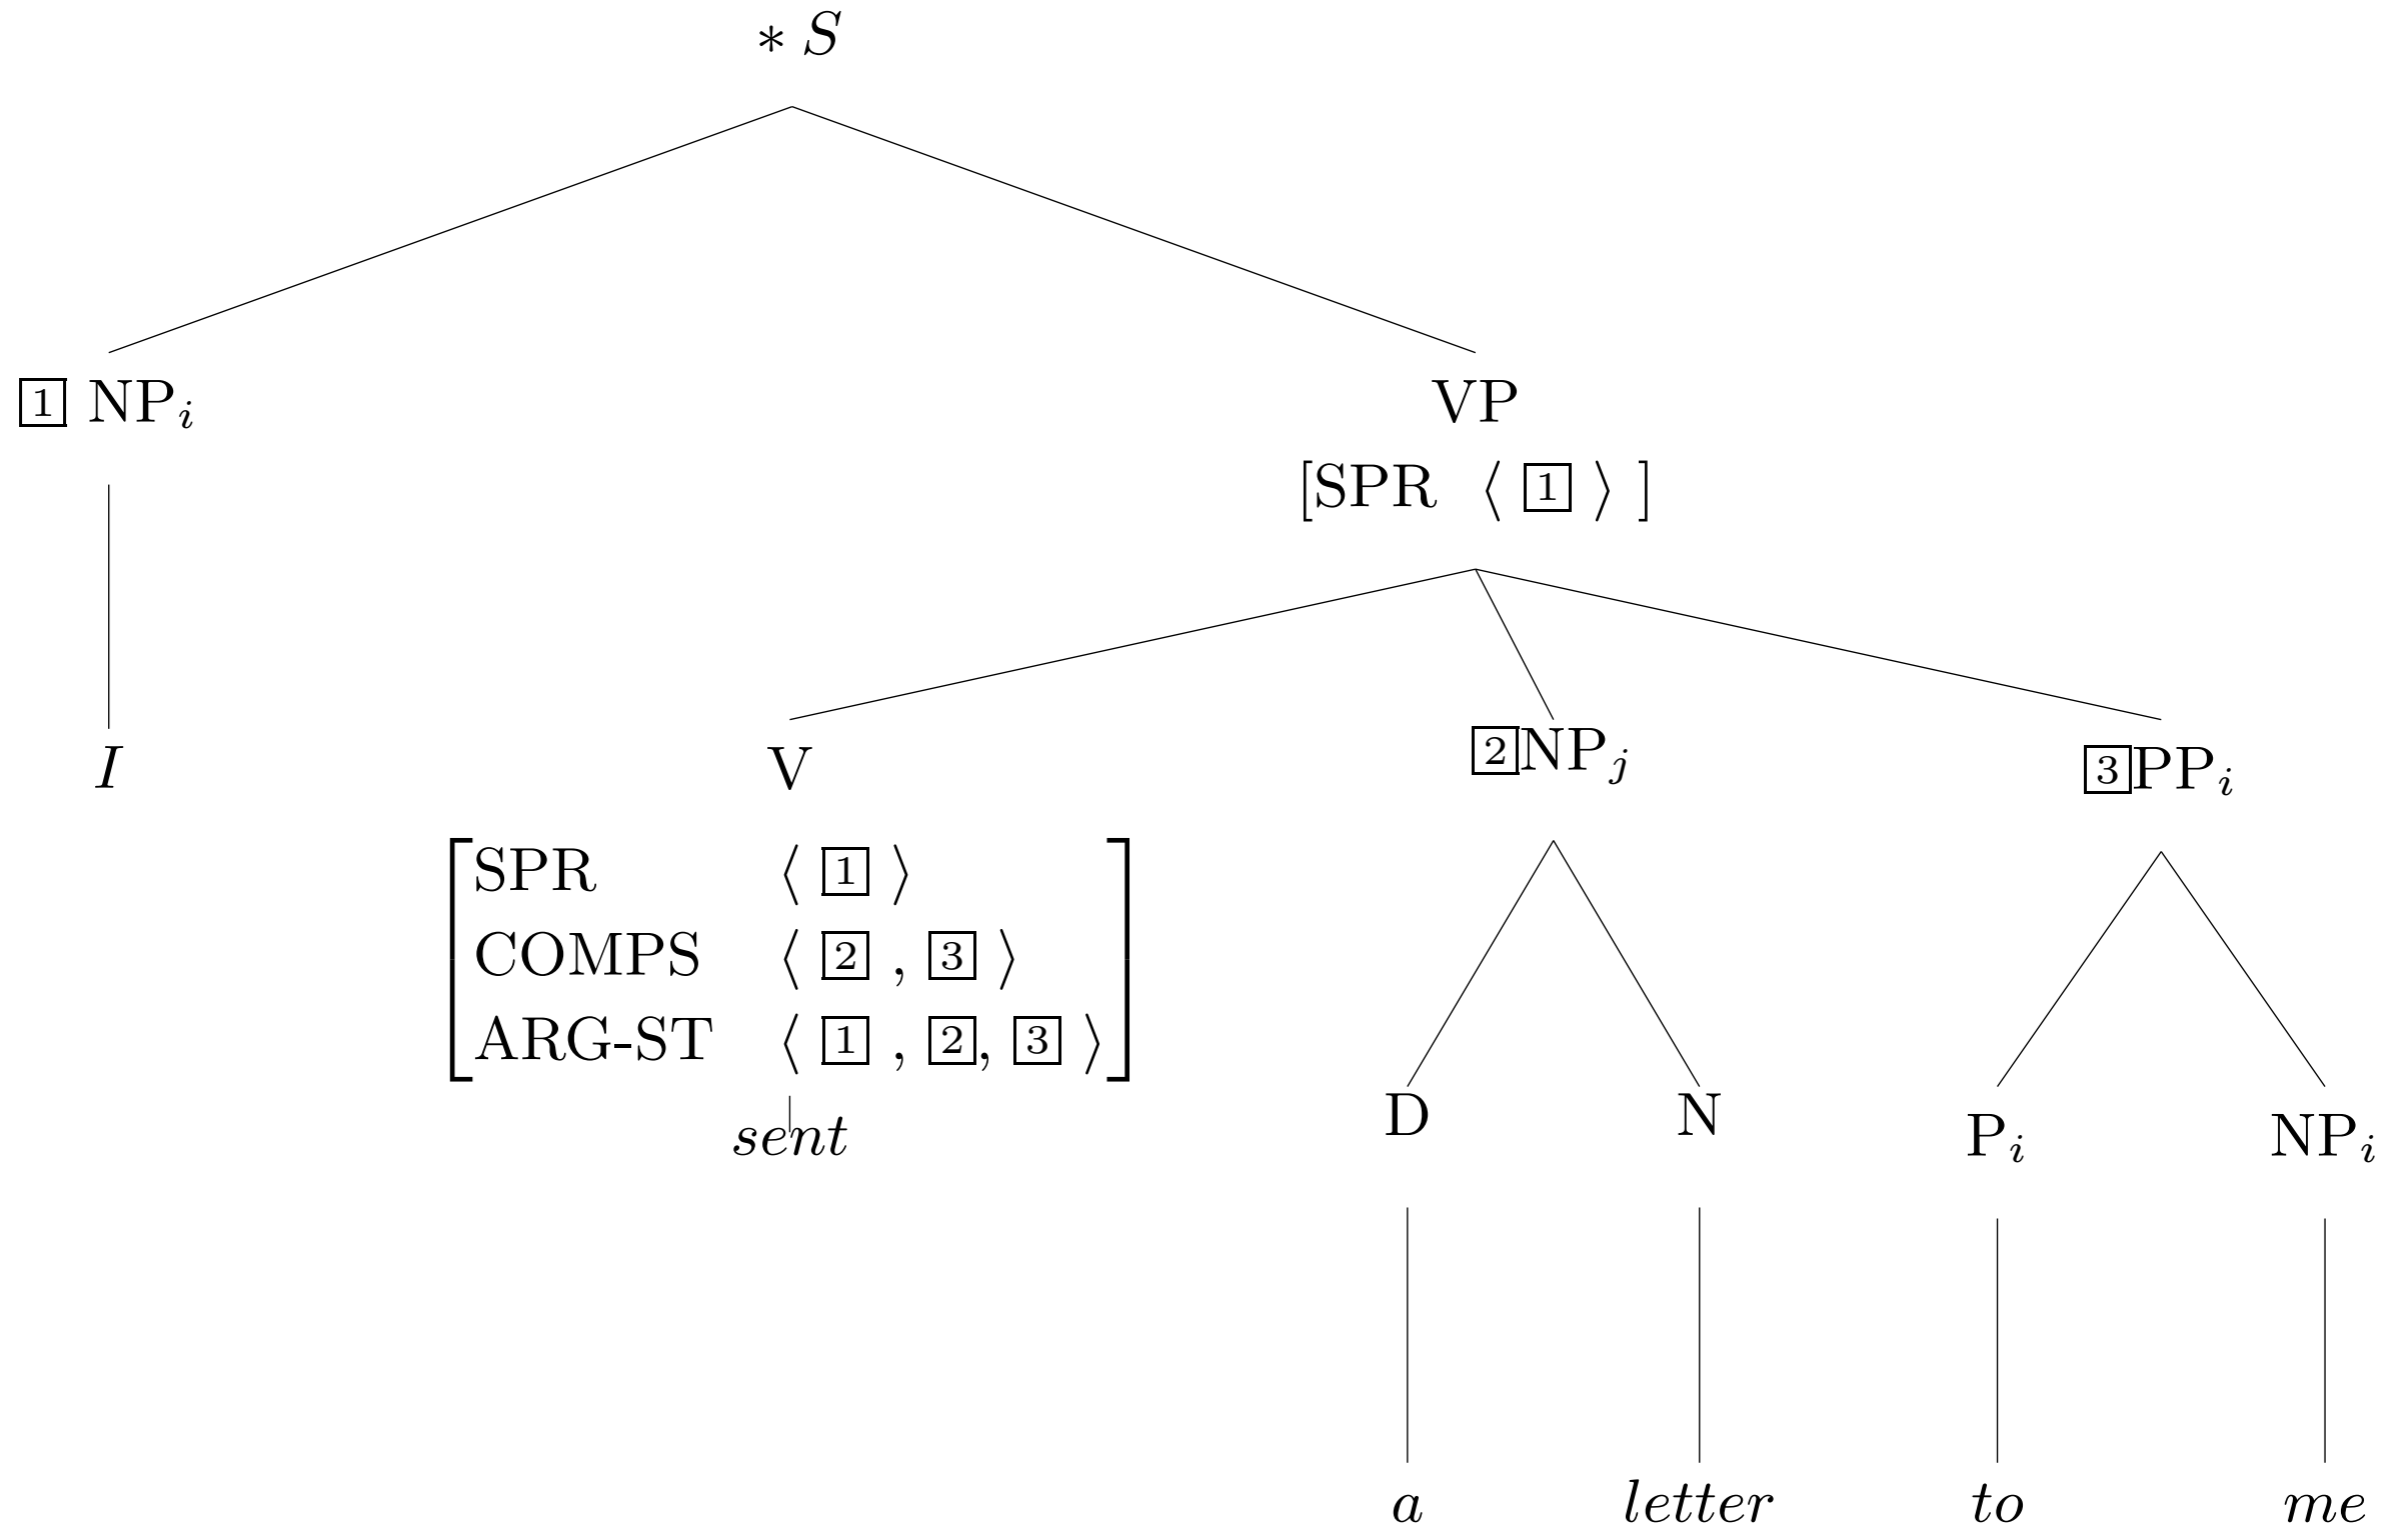 * S
1 NP_i VP
[SPR ⟨ 1 ⟩ ]
I V 2NP_j 3PP_i
SPR ⟨ 1 ⟩
COMPS ⟨ 2 , 3 ⟩
ARG-ST ⟨ 1 , 2, 3 ⟩
sent D N P_i NP_i
a letter to me